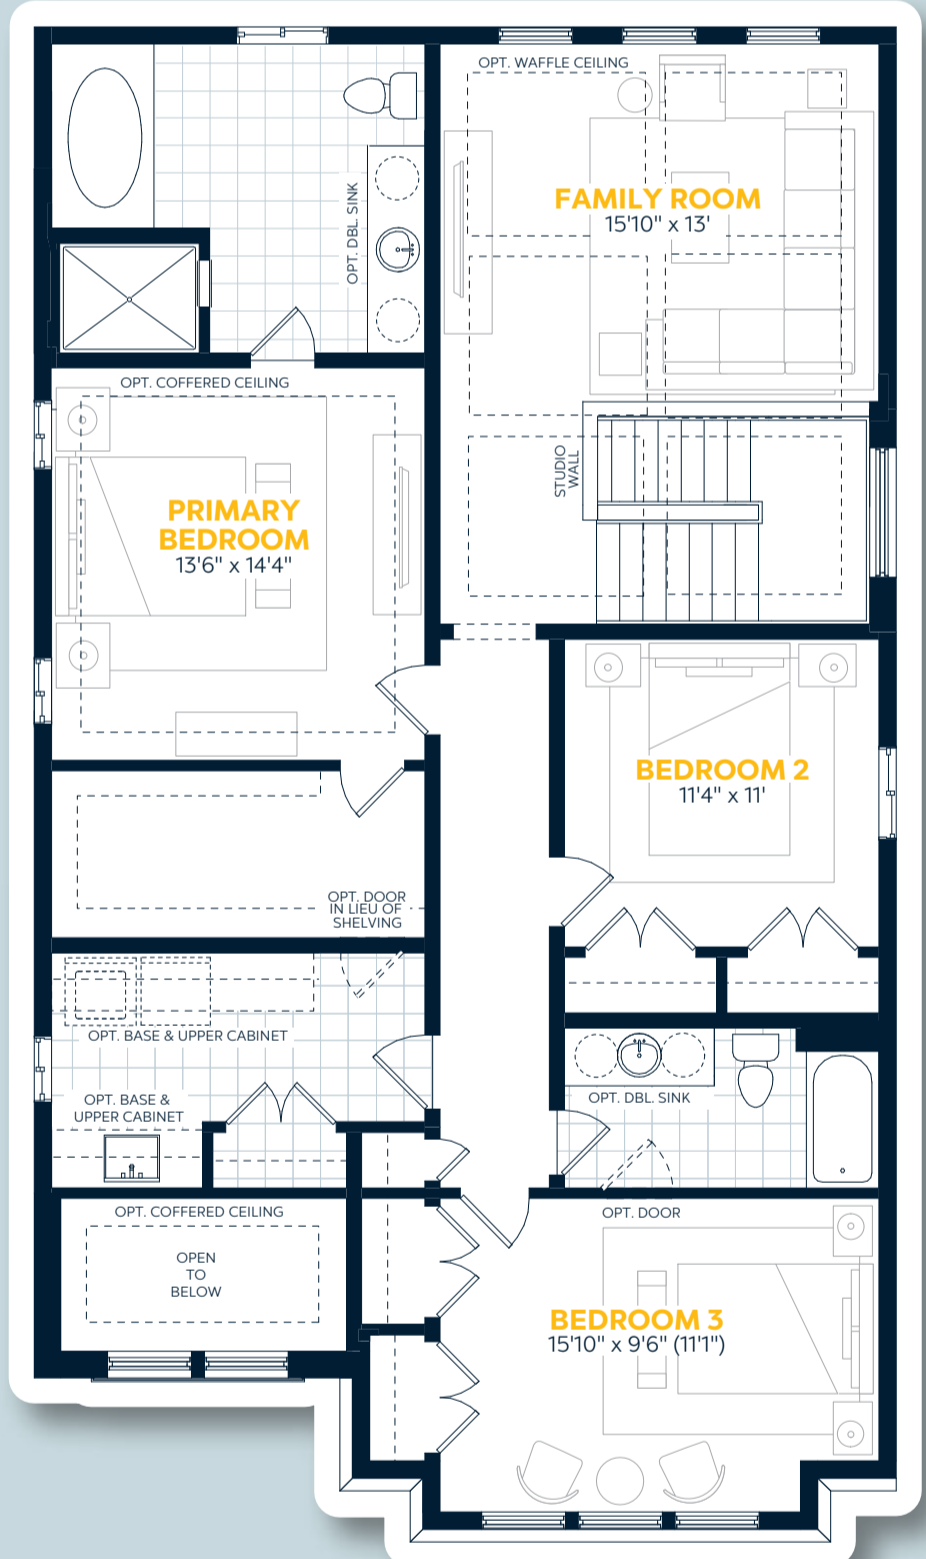 OPT. WAFFLE CEILING
FAMILY ROOM
15'10" x 13'
OPT. DBL. SINK
OPT. COFFERED CEILING
STUDIO
WALL
PRIMARY
BEDROOM
13'6" x 14'4"
BEDROOM 2
11'4" x 11'
OPT. DOOR
IN LIEU OF
SHELVING
OPT. BASE & UPPER CABINET
OPT. BASE &
UPPER CABINET
OPT. DBL. SINK
OPT. COFFERED CEILING
OPT. DOOR
OPEN
TO
BELOW
BEDROOM 3
15'10" x 9'6" (11'1")